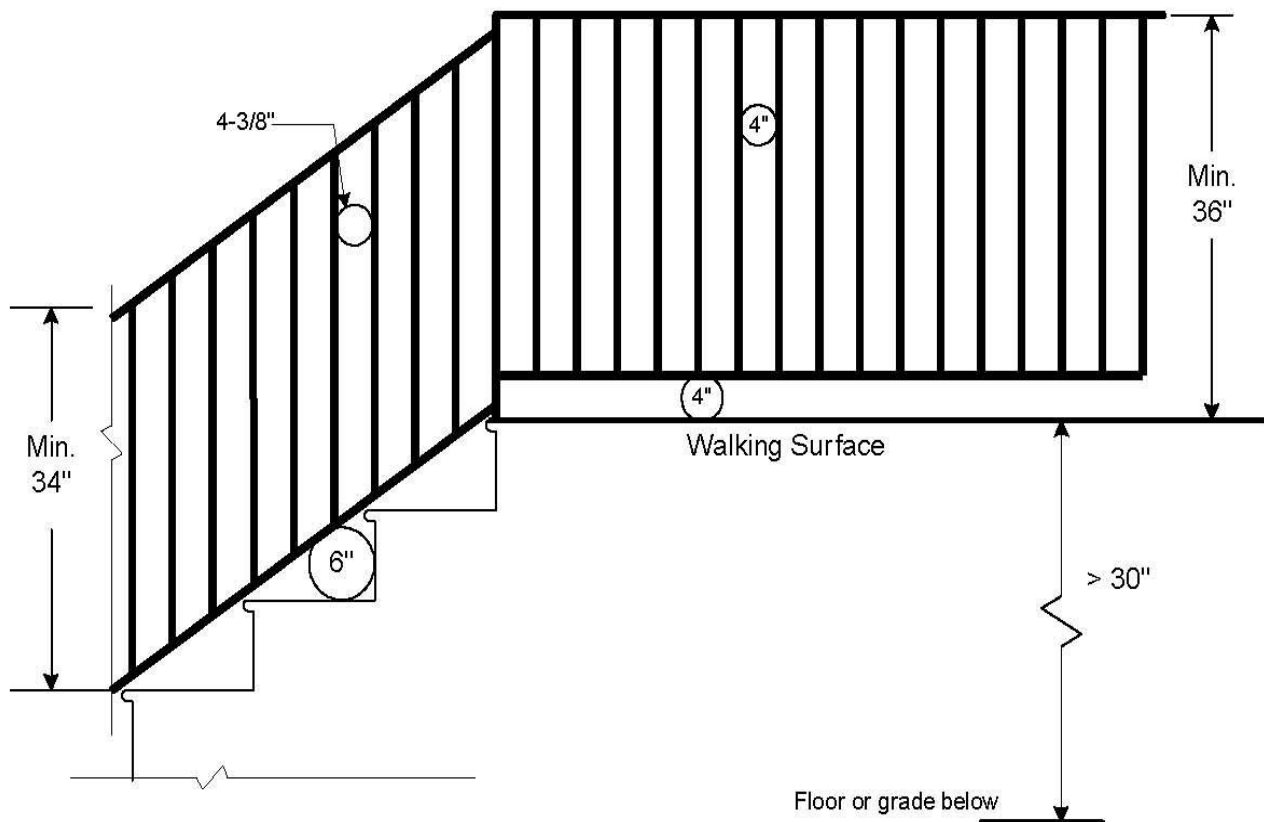 4-3/8"
4"
Min.
36"
4"
Walking Surface
Min.
34"
6"
> 30"
Floor or grade below